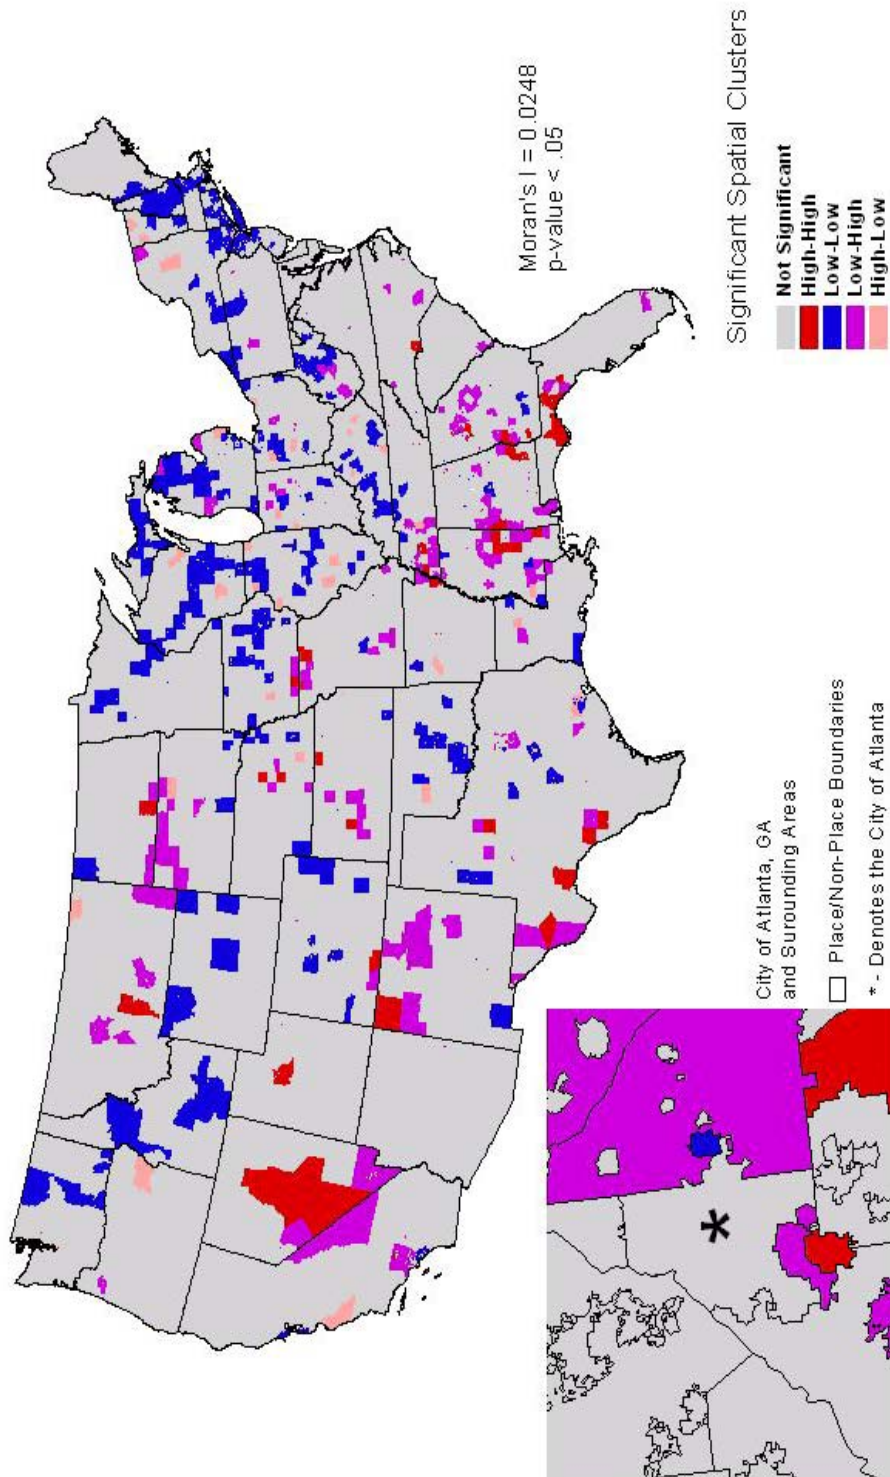 Moran's I = 0.0248
p-value < .05
Significant Spatial Clusters
Not Significant
High-High
Low-Low
Low-High
High-Low
City of Atlanta, GA
and Surounding Areas
Place/Non-Place Boundaries
* - Denotes the City of Atlanta
*